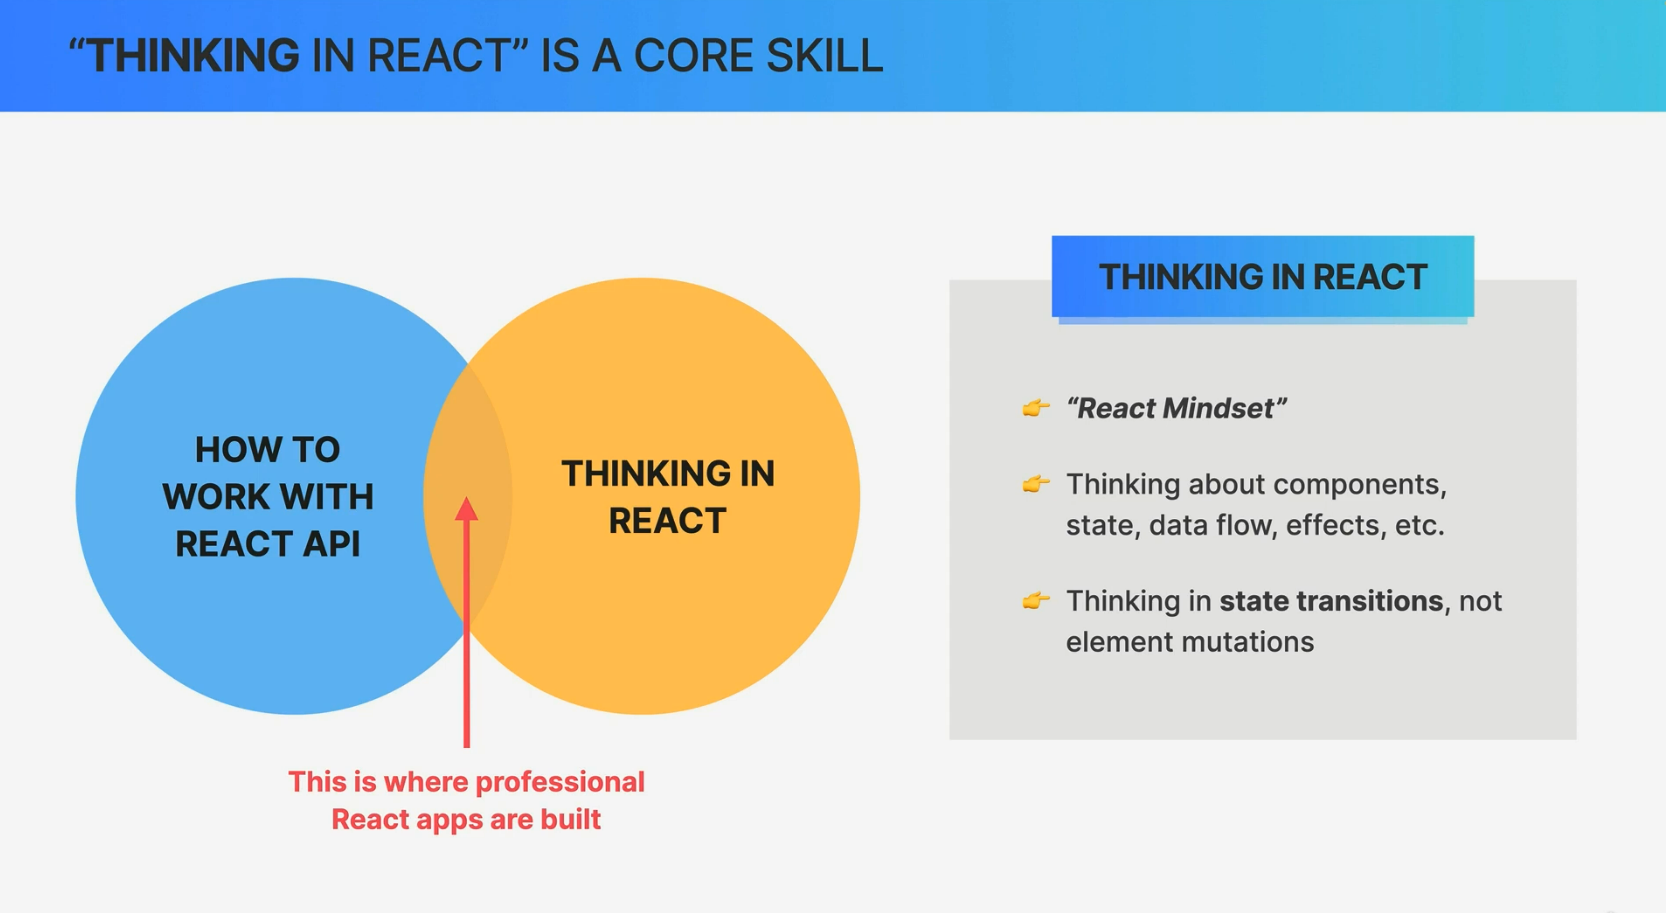 “THINKING IN REACT” IS A CORE SKILL
HOW TO
WORK WITH
REACT API
THINKING IN
REACT
This is where professional
React apps are built
THINKING IN REACT
👉 “React Mindset”
👉 Thinking about components,
state, data flow, effects, etc.
👉 Thinking in state transitions, not
element mutations